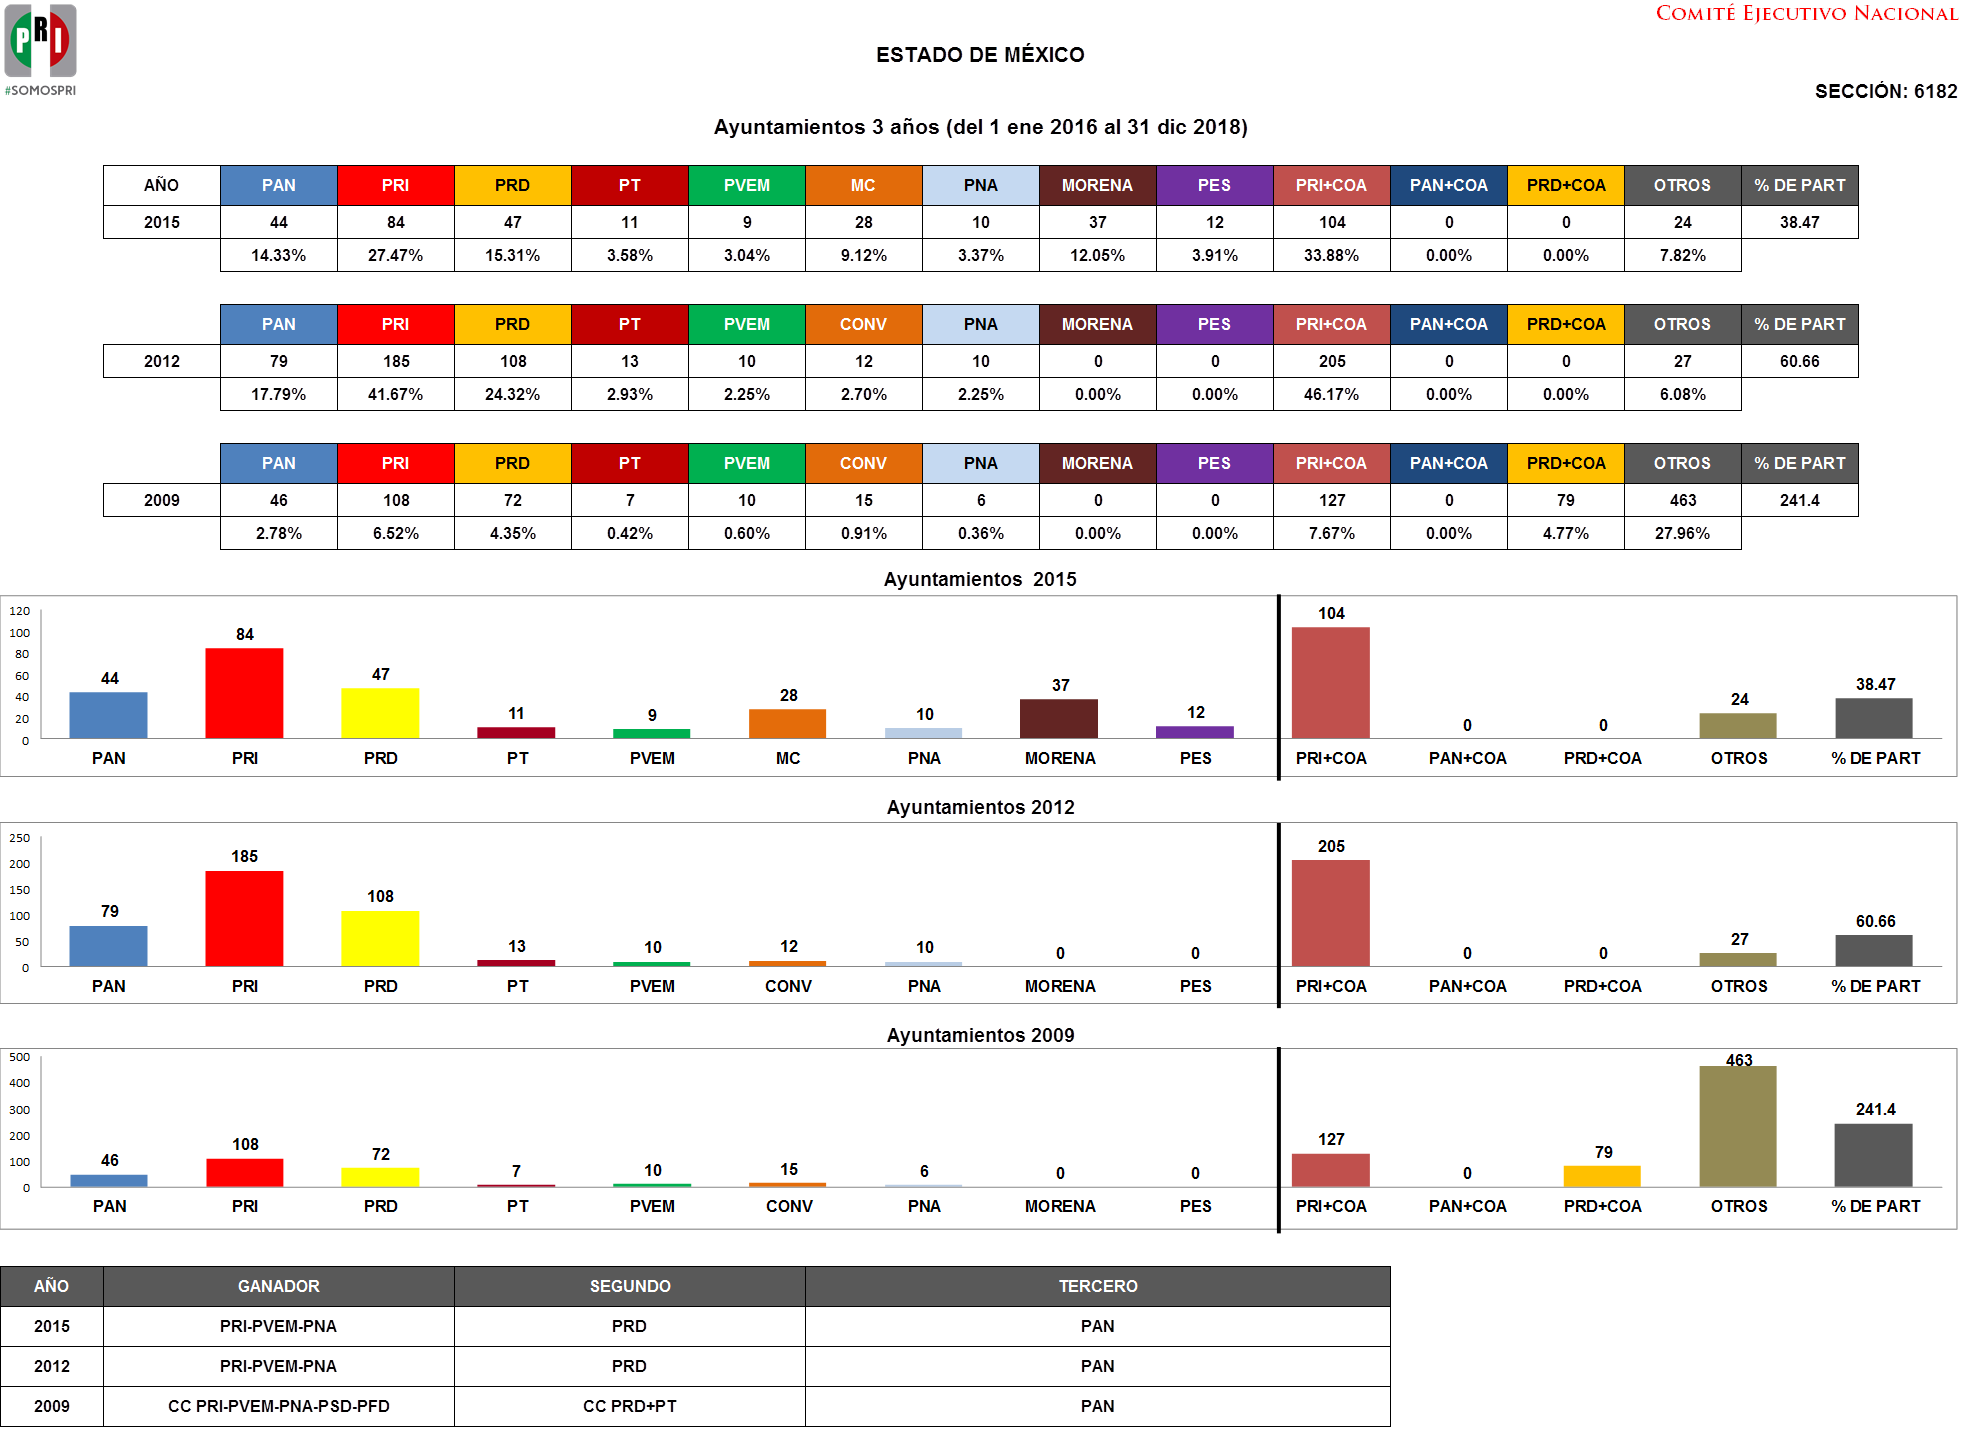 PRI
#SOMOSPRI
COMITÉ EJECUTIVO NACIONAL
ESTADO DE MÉXICO
SECCIÓN: 6182
Ayuntamientos 3 años (del 1 ene 2016 al 31 dic 2018)
AÑO PAN PRI PRD PT PVEM MC PNA MORENA PES PRI+COA PAN+COA PRD+COA OTROS % DE PART
2015 44 84 47 11 9 28 10 37 12 104 0 0 24 38.47
14.33% 27.47% 15.31% 3.58% 3.04% 9.12% 3.37% 12.05% 3.91% 33.88% 0.00% 0.00% 7.82%
PAN PRI PRD PT PVEM CONV PNA MORENA PES PRI+COA PAN+COA PRD+COA OTROS % DE PART
2012 79 185 108 13 10 12 10 0 0 205 0 0 27 60.66
17.79% 41.67% 24.32% 2.93% 2.25% 2.70% 2.25% 0.00% 0.00% 46.17% 0.00% 0.00% 6.08%
PAN PRI PRD PT PVEM CONV PNA MORENA PES PRI+COA PAN+COA PRD+COA OTROS % DE PART
2009 46 108 72 7 10 15 6 0 0 127 0 79 463 241.4
2.78% 6.52% 4.35% 0.42% 0.60% 0.91% 0.36% 0.00% 0.00% 7.67% 0.00% 4.77% 27.96%
Ayuntamientos 2015
120
100
80
60
40
20
0
44 84 47 11 9 28 10 37 12 104 0 0 24 38.47
PAN PRI PRD PT PVEM MC PNA MORENA PES PRI+COA PAN+COA PRD+COA OTROS % DE PART
Ayuntamientos 2012
250
200
150
100
50
0
79 185 108 13 10 12 10 0 0 205 0 0 27 60.66
PAN PRI PRD PT PVEM CONV PNA MORENA PES PRI+COA PAN+COA PRD+COA OTROS % DE PART
Ayuntamientos 2009
500
400
300
200
100
0
46 108 72 7 10 15 6 0 0 127 0 79 463 241.4
PAN PRI PRD PT PVEM CONV PNA MORENA PES PRI+COA PAN+COA PRD+COA OTROS % DE PART
AÑO GANADOR SEGUNDO TERCERO
2015 PRI-PVEM-PNA PRD PAN
2012 PRI-PVEM-PNA PRD PAN
2009 CC PRI-PVEM-PNA-PSD-PFD CC PRD+PT PAN